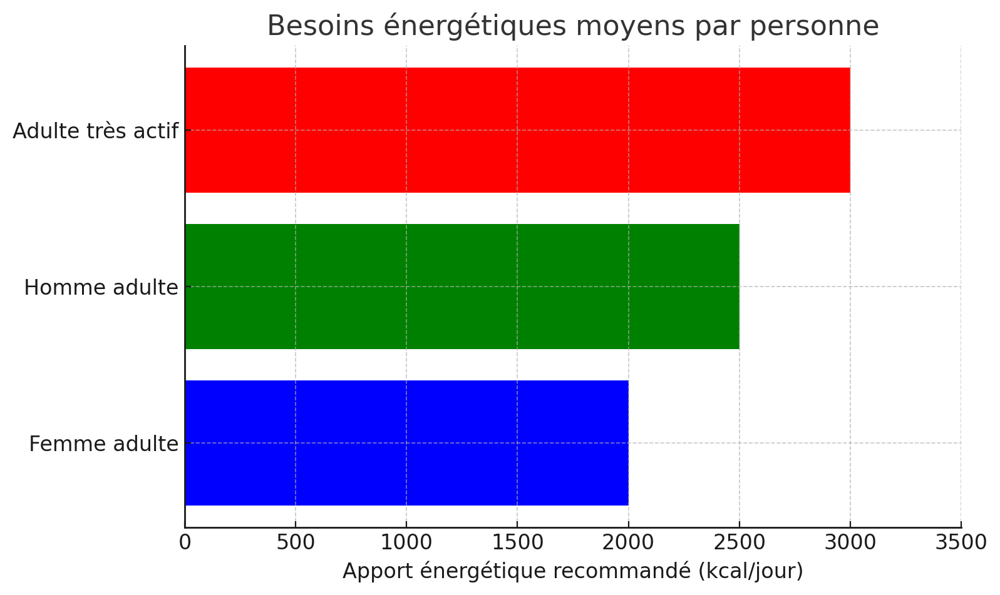 Besoins énergétiques moyens par personne
Adulte très actif
Homme adulte
Femme adulte
0 500 1000 1500 2000 2500 3000 3500
Apport énergétique recommandé (kcal/jour)